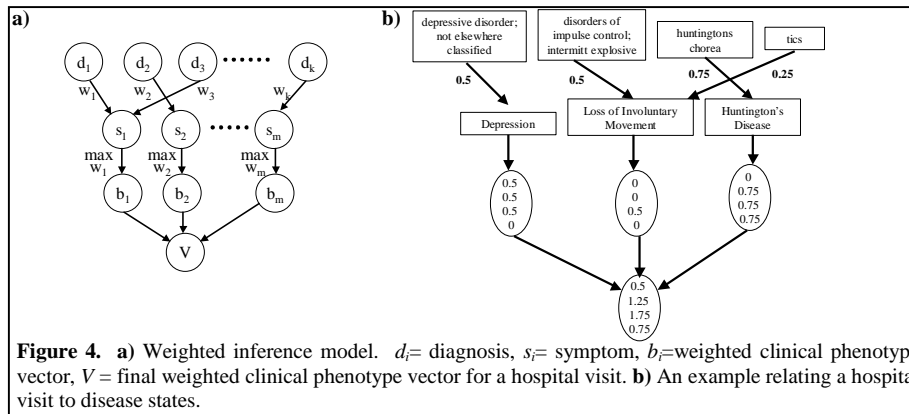 a)
d1 d2 d3 ...... dk
w1 w2 w3 wk
s1 s2 ..... sm
max w1 max w2 max wm
b1 b2 bm
V
b)
depressive disorder;
not elsewhere
classified
disorders of
impulse control;
intermitt explosive
huntingtons
chorea
tics
0.5 0.5 0.75 0.25
Depression
Loss of Involuntary
Movement
Huntington's
Disease
0.5
0.5
0.5
0
0
0
0.5
0
0
0.75
0.75
0.75
0.5
1.25
1.75
0.75
Figure 4. a) Weighted inference model. di= diagnosis, si= symptom, bi=weighted clinical phenotyp
vector, V = final weighted clinical phenotype vector for a hospital visit. b) An example relating a hospita
visit to disease states.